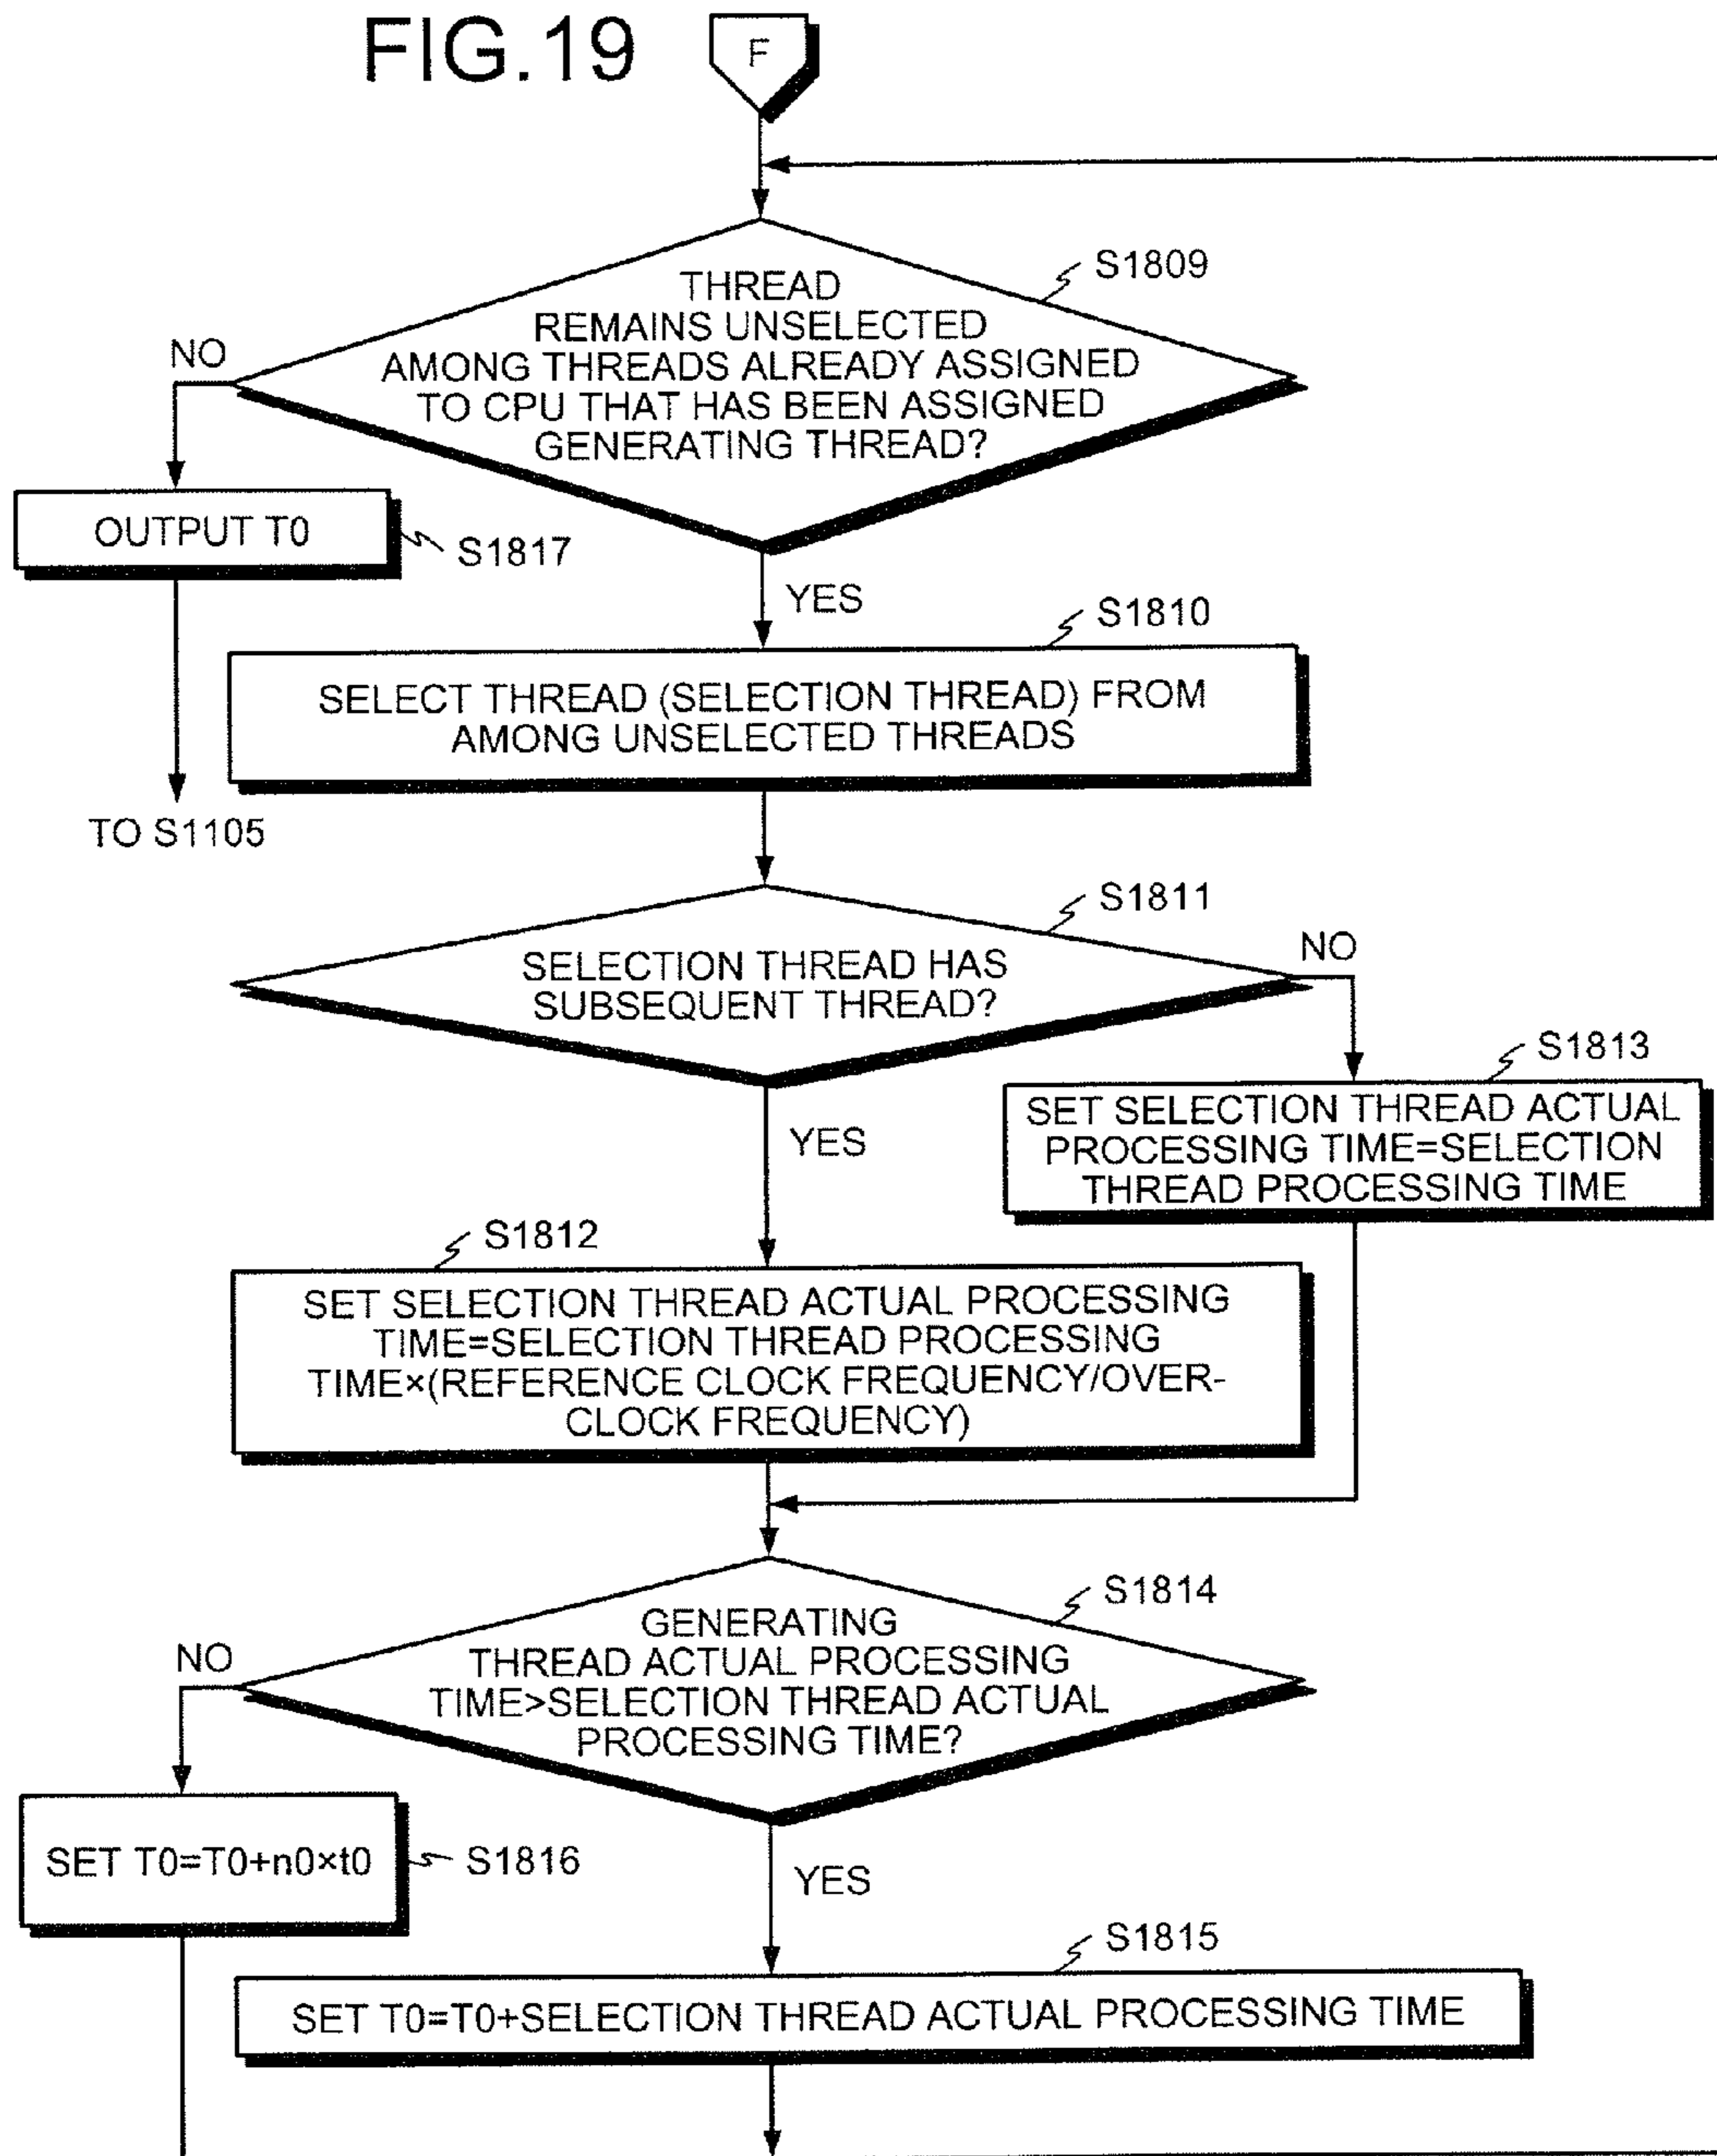 FIG.19
F
S1809
THREAD
REMAINS UNSELECTED
AMONG THREADS ALREADY ASSIGNED
TO CPU THAT HAS BEEN ASSIGNED
GENERATING THREAD?
NO
OUTPUT T0
S1817
TO S1105
YES
S1810
SELECT THREAD (SELECTION THREAD) FROM
AMONG UNSELECTED THREADS
S1811
SELECTION THREAD HAS
SUBSEQUENT THREAD?
NO
S1813
SET SELECTION THREAD ACTUAL
PROCESSING TIME=SELECTION
THREAD PROCESSING TIME
YES
S1812
SET SELECTION THREAD ACTUAL PROCESSING
TIME=SELECTION THREAD PROCESSING
TIME×(REFERENCE CLOCK FREQUENCY/OVER-
CLOCK FREQUENCY)
S1814
GENERATING
THREAD ACTUAL PROCESSING
TIME>SELECTION THREAD ACTUAL
PROCESSING TIME?
NO
SET T0=T0+n0×t0
S1816
YES
S1815
SET T0=T0+SELECTION THREAD ACTUAL PROCESSING TIME